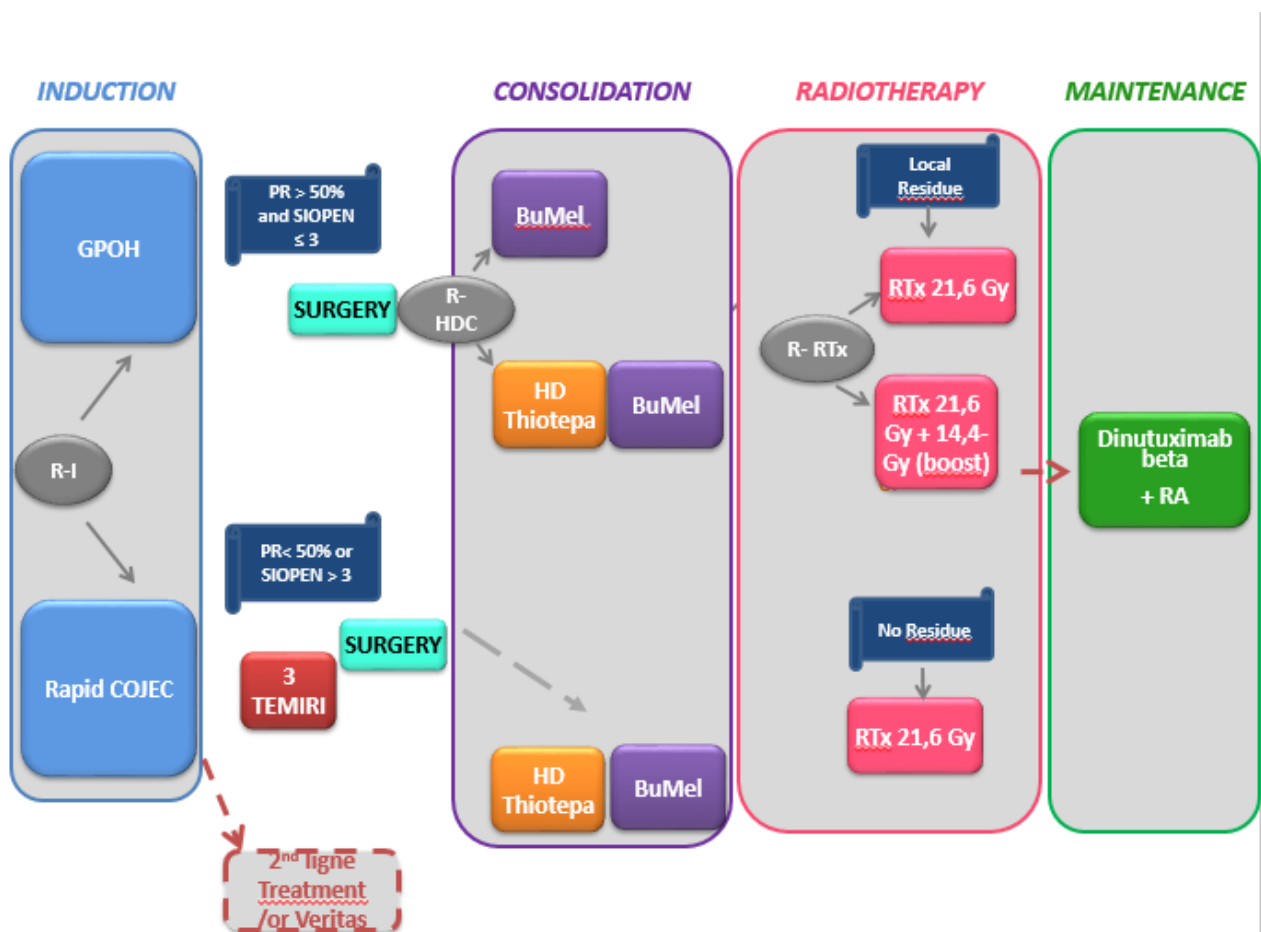 INDUCTION
CONSOLIDATION
RADIOTHERAPY
MAINTENANCE
GPOH
R-I
Rapid COJEC
PR > 50%
and SIOPEN
≤ 3
SURGERY
R-
HDC
PR< 50% or
SIOPEN > 3
SURGERY
3
TEMIRI
2nd ligne
Treatment
/or Veritas
BuMel
HD
Thiotepa
BuMel
HD
Thiotepa
BuMel
Local
Residue
RTx 21,6 Gy
R- RTx
RTx 21,6
Gy + 14,4-
Gy (boost)
No Residue
RTx 21,6 Gy
Dinutuximab
beta
+ RA